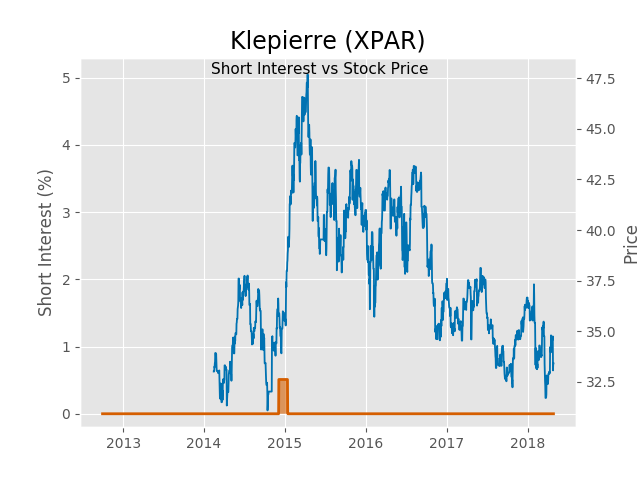 Klepierre (XPAR)
Short Interest vs Stock Price
Short Interest (%)
5
4
3
2
1
0
47.5
45.0
42.5
40.0
37.5
35.0
32.5
Price
2013 2014 2015 2016 2017 2018